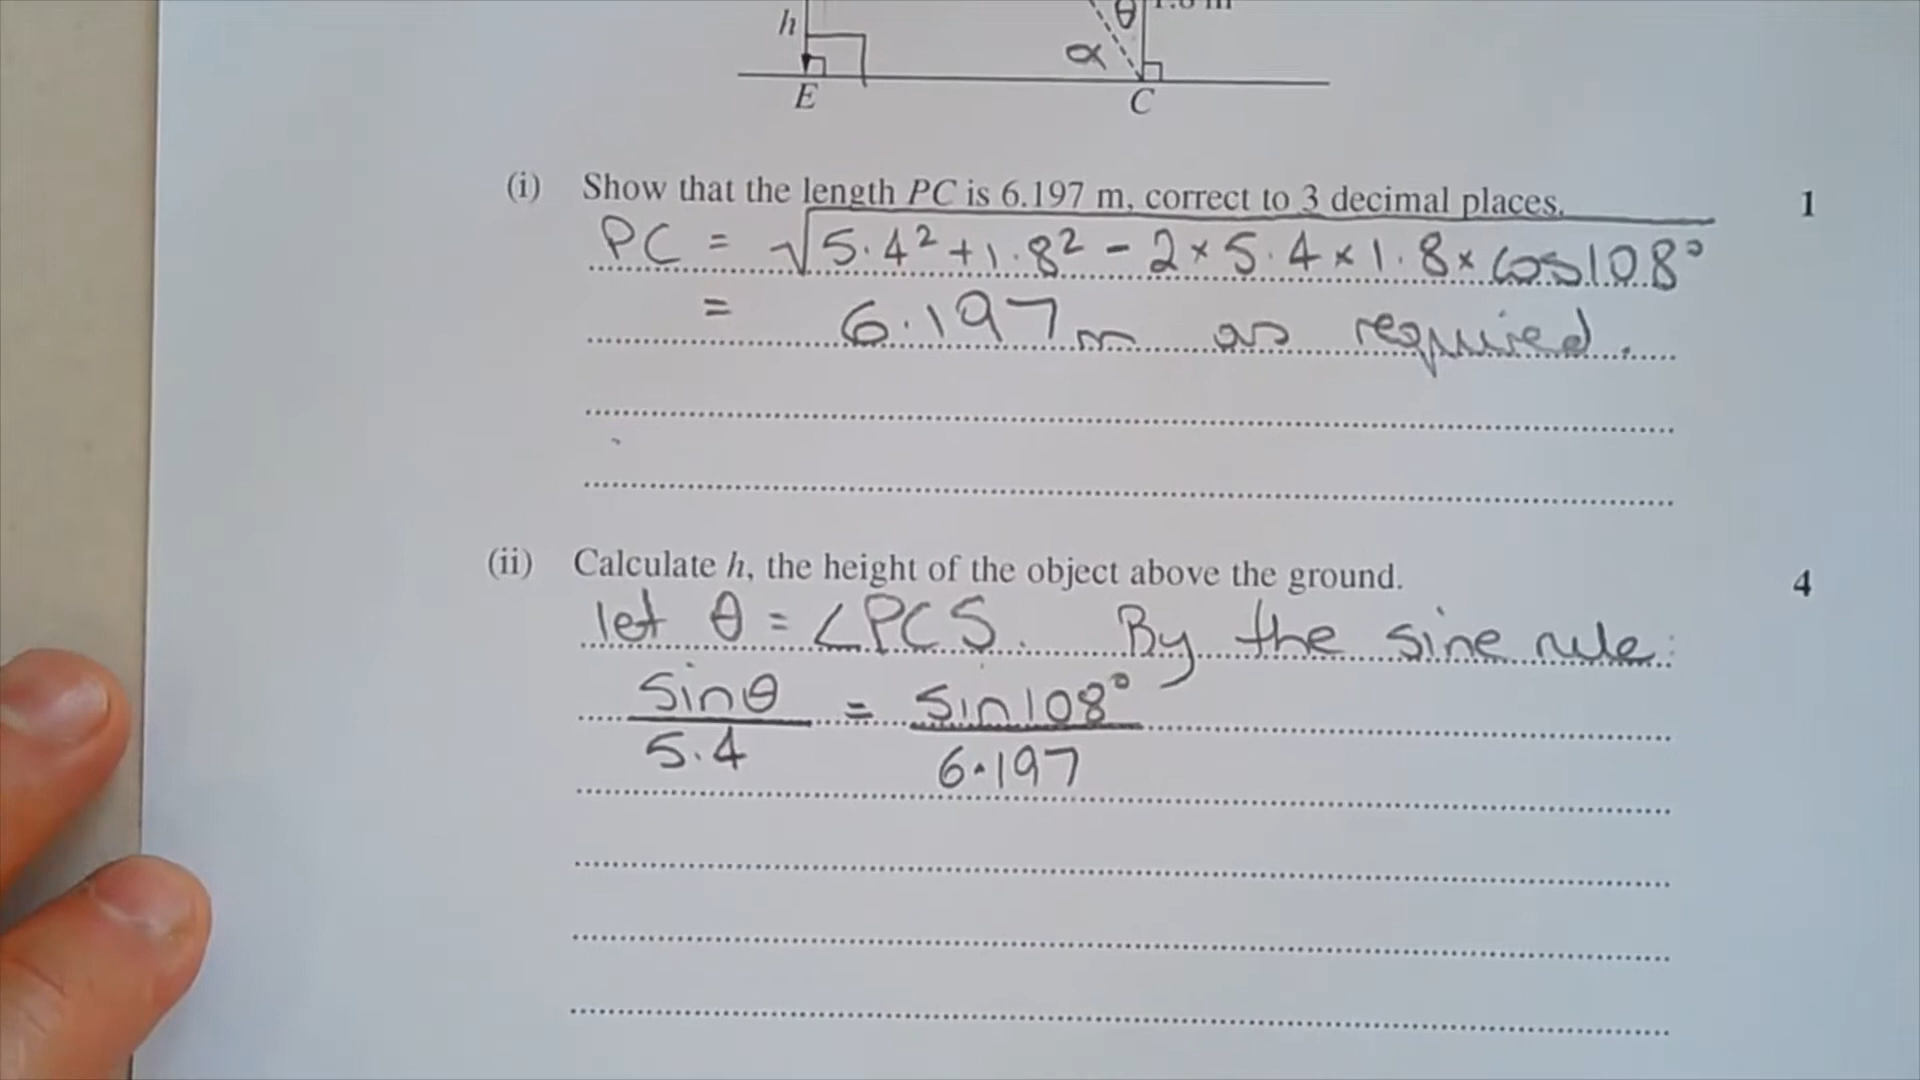 h
θ
α
E
C
(i) Show that the length PC is 6.197 m, correct to 3 decimal places. 1
PC = √5.4² + 1.8² - 2 × 5.4 × 1.8 × cos108°
= 6.197m as required.
(ii) Calculate h, the height of the object above the ground. 4
let θ = ∠PCS. By the sine rule:
sinθ = sin108°
5.4 6.197